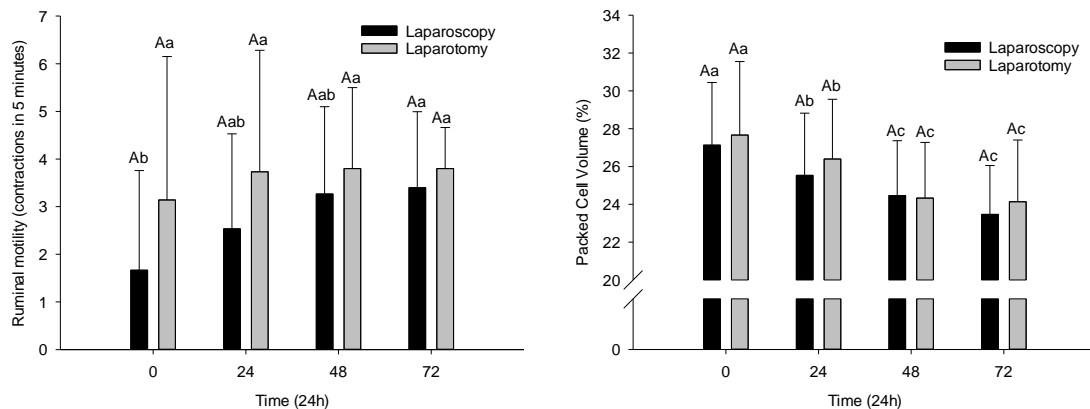 Ruminal motility (contractions in 5 minutes)
7
6
5
4
3
2
1
0
Laparoscopy
Laparotomy
Ab
Aa
Aab
Aa
Aab
Aa
Aa
Aa
0
24
48
72
Time (24h)
Packed Cell Volume (%)
34
32
30
28
26
24
22
20
0
Laparoscopy
Laparotomy
Aa
Aa
Ab
Ab
Ac
Ac
Ac
Ac
0
24
48
72
Time (24h)